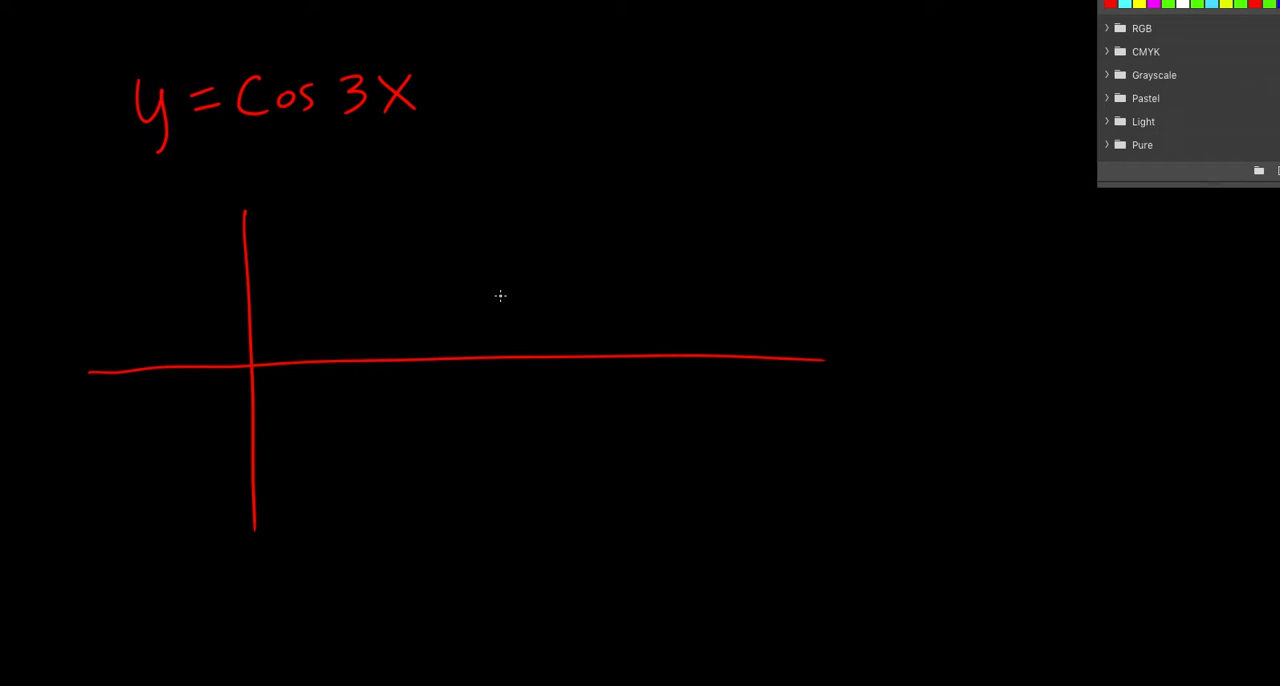 y = Cos 3X
RGB
CMYK
Grayscale
Pastel
Light
Pure